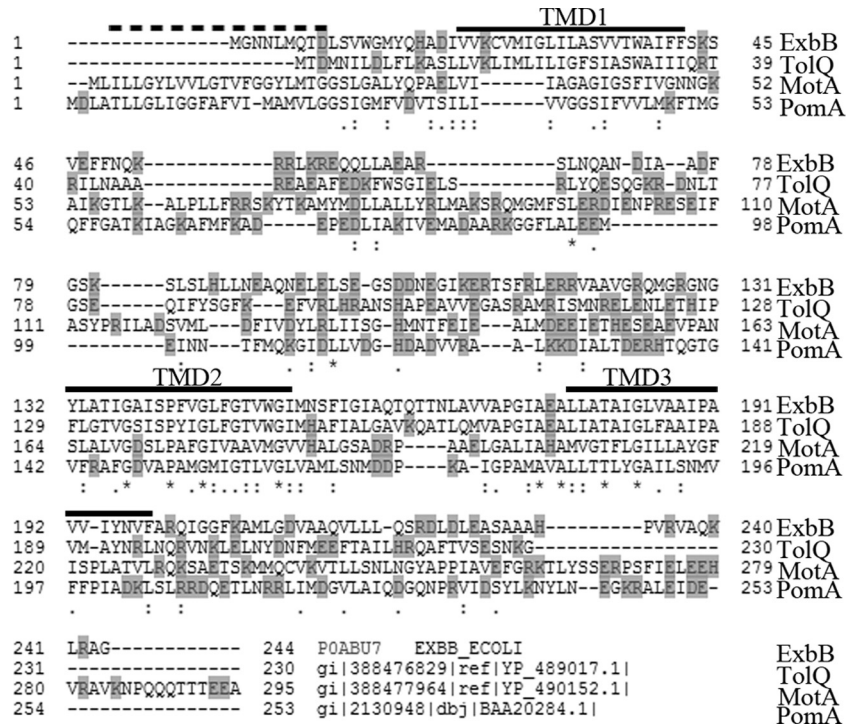 TMD1
1 ---------------MGNNLMQTDLSVWGMYQHADIVVKCVMIGLILASVVTWAIFFSKS 45 ExbB
1 ---------------------MTDMNILDLFLKASLLVKLIMLILIGFSIASWAIIIQRT 39 TolQ
1 --MLILLGYLVVLGTVFGGYLMTGGSLGALYQPAELVI------IAGAGIGSFIVGNNGK 52 MotA
1 MDLATLLGLIGGFAFVI-MAMVLGGSIGMFVDVTSILI------VVGGSIFVVLMKFTMG 53 PomA
.: : :..:: : : .: :
46 VEFFNQK------------RRLKREQQLLAEAR------------SLNQAN-DIA--ADF 78 ExbB
40 RILNAAA------------REAEAFEDKFWSGIELS---------RLYQESQGKR-DNLT 77 TolQ
53 AIKGTLK--ALPLLFRRSKYTKAMYMDLLALLYRLMAKSRQMGMFSLERDIENPRESEIF 110 MotA
54 QFFGATKIAGKAFMFKAD-----EPEDLIAKIVEMADAARKGGFLALEEM---------- 98 PomA
: : * .
79 GSK------SLSLHLLNEAQNELELSE-GSDDNEGIKERTSFRLERRVAAVGRQMGRGNG 131 ExbB
78 GSE------QIFYSGFK---EFVRLHRANSHAPEAVVEGASRAMRISMNRELENLETHIP 128 TolQ
111 ASYPRILADSVML---DFIVDYLRLIISG-HMNTFEIE---ALMDEEIETHESEAEVPAN 163 MotA
99 ---------EINN---TFMQKGIDLLVDG-HDADVVRA---A-LKKDIALTDERHTQGTG 141 PomA
: : * . : :
TMD2 TMD3
132 YLATIGAISPFVGLFGTVWGIMNSFIGIAQTQTTNLAVVAPGIAEALLATAIGLVAAIPA 191 ExbB
129 FLGTVGSISPYIGLFGTVWGIMHAFIALGAVKQATLQMVAPGIAEALIATAIGLFAAIPA 188 TolQ
164 SLALVGDSLPAFGIVAAVMGVVHALGSADRP----AAELGALIAHAMVGTFLGILLAYGF 219 MotA
142 VFRAFGDVAPAMGMIGTLVGLVAMLSNMDDP----KA-IGPAMAVALLTTLYGAILSNMV 196 PomA
: .* * *:..:: *:: : :. :* *: * * . :
192 VV-IYNVFARQIGGFKAMLGDVAAQVLLL-QSRDLDLEASAAAH--------PVRVAQK 240 ExbB
189 VM-AYNRLNQRVNKLELNYDNFMEEFTAILHRQAFTVSESNKG----------------- 230 TolQ
220 ISPLATVLRQKSAETSKMMQCVKVTLLSNLNGYAPPIAVEFGRKTLYSSERPSFIELEEH 279 MotA
197 FFPIADKLSLRRDQETLNRRLIMDGVLAIQDGQNPRVIDSYLKNYLN--EGKRALEIDE- 253 PomA
. : : . . : .
241 LRAG------------- 244 P0ABU7 EXBB_ECOLI ExbB
231 ----------------- 230 gi|388476829|ref|YP_489017.1| TolQ
280 VRAVKNPQQQTTTEEA 295 gi|388477964|ref|YP_490152.1| MotA
254 ----------------- 253 gi|2130948|dbj|BAA20284.1| PomA